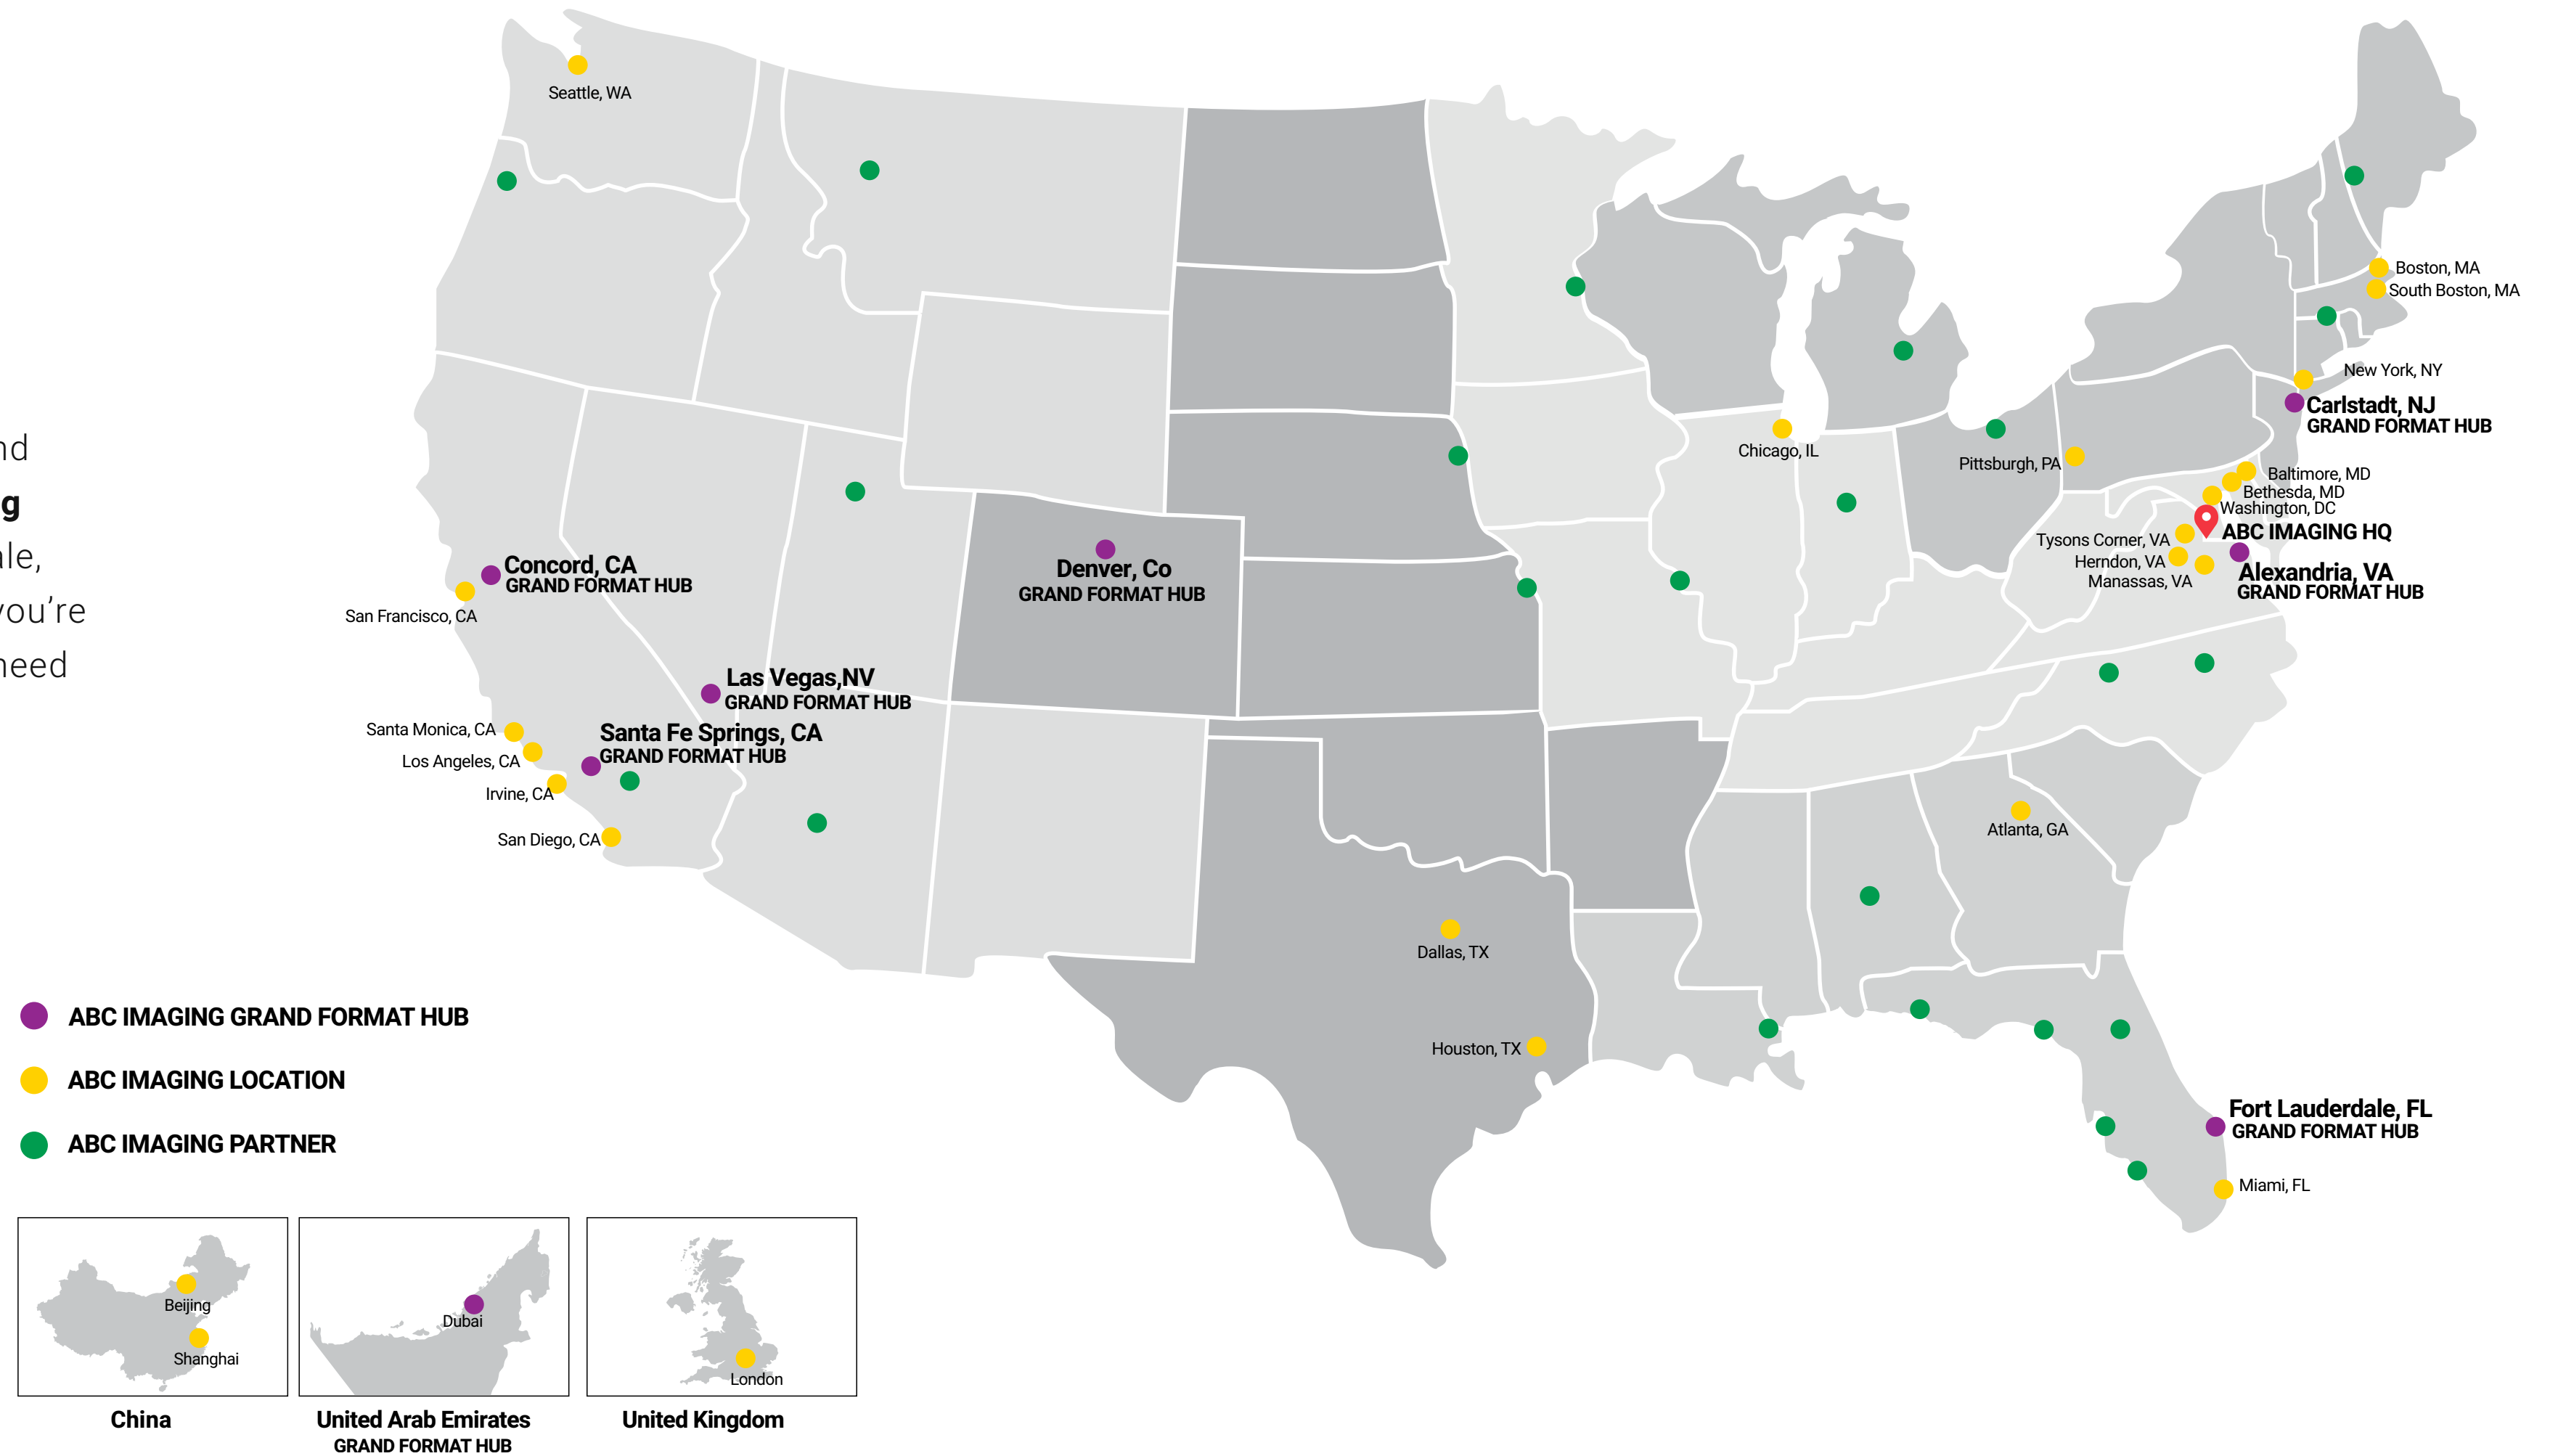 nd
g
ale,
you’re
need
Seattle, WA
Boston, MA
South Boston, MA
New York, NY
Carlstadt, NJ
GRAND FORMAT HUB
Chicago, IL
Pittsburgh, PA
Baltimore, MD
Bethesda, MD
Washington, DC
ABC IMAGING HQ
Tysons Corner, VA
Herndon, VA
Manassas, VA
Alexandria, VA
GRAND FORMAT HUB
Concord, CA
GRAND FORMAT HUB
San Francisco, CA
Denver, Co
GRAND FORMAT HUB
Las Vegas,NV
GRAND FORMAT HUB
Santa Fe Springs, CA
GRAND FORMAT HUB
Santa Monica, CA
Los Angeles, CA
Irvine, CA
San Diego, CA
Atlanta, GA
Dallas, TX
Houston, TX
Fort Lauderdale, FL
GRAND FORMAT HUB
Miami, FL
ABC IMAGING GRAND FORMAT HUB
ABC IMAGING LOCATION
ABC IMAGING PARTNER
Beijing
Shanghai
China
Dubai
United Arab Emirates
GRAND FORMAT HUB
London
United Kingdom